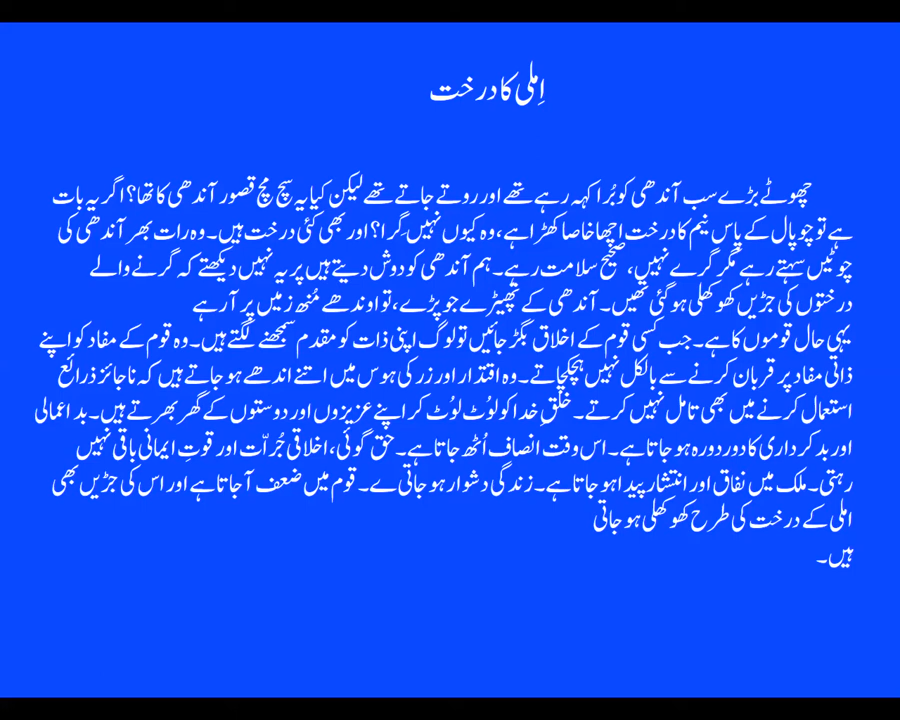 اِملی کا درخت
چھوٹے بڑے سب آندھی کو بُرا کہہ رہے تھے اور روتے جاتے تھے لیکن کیا یہ سچ مچ قصور آندھی کا تھا؟ اگر یہ بات
ہے تو چوپال کے پاس نیم کا درخت اچھا خاصا کھڑا ہے، وہ کیوں نہیں گِرا؟ اور بھی کئی درخت ہیں۔ وہ رات بھر آندھی کی
چوٹیں سہتے رہے مگر گرے نہیں، صحیح سلامت رہے۔ ہم آندھی کو دوش دیتے ہیں پر یہ نہیں دیکھتے کہ گرنے والے
درختوں کی جڑیں کھوکھلی ہو گئی تھیں۔ آندھی کے تھپیڑے جو پڑے، تو اوندھے مُنھ زمیں پر آرہے
یہی حال قوموں کا ہے۔ جب کسی قوم کے اخلاق بگڑ جائیں تو لوگ اپنی ذات کو مقدم سمجھنے لگتے ہیں۔ وہ قوم کے مفاد کو اپنے
ذاتی مفاد پر قربان کرنے سے بالکل نہیں ہچکچاتے۔ وہ اقتدار اور زر کی ہوس میں اتنے اندھے ہو جاتے ہیں کہ ناجائز ذرائع
استعمال کرنے میں بھی تامل نہیں کرتے۔ خَلقِ خدا کو لوُٹ لوُٹ کر اپنے عزیزوں اور دوستوں کے گھر بھرتے ہیں۔ بد اعمالی
اور بد کرداری کا دور دورہ ہو جاتا ہے۔ اس وقت انصاف اُٹھ جاتا ہے۔ حق گوئی، اخلاقی جُرأت اور قوتِ ایمانی باقی نہیں
رہتی۔ ملک میں نفاق اور انتشار پیدا ہو جاتا ہے۔ زندگی دشوار ہو جاتی ے۔ قوم میں ضعف آ جاتا ہے اور اس کی جڑیں بھی
املی کے درخت کی طرح کھوکھلی ہو جاتی
ہیں۔